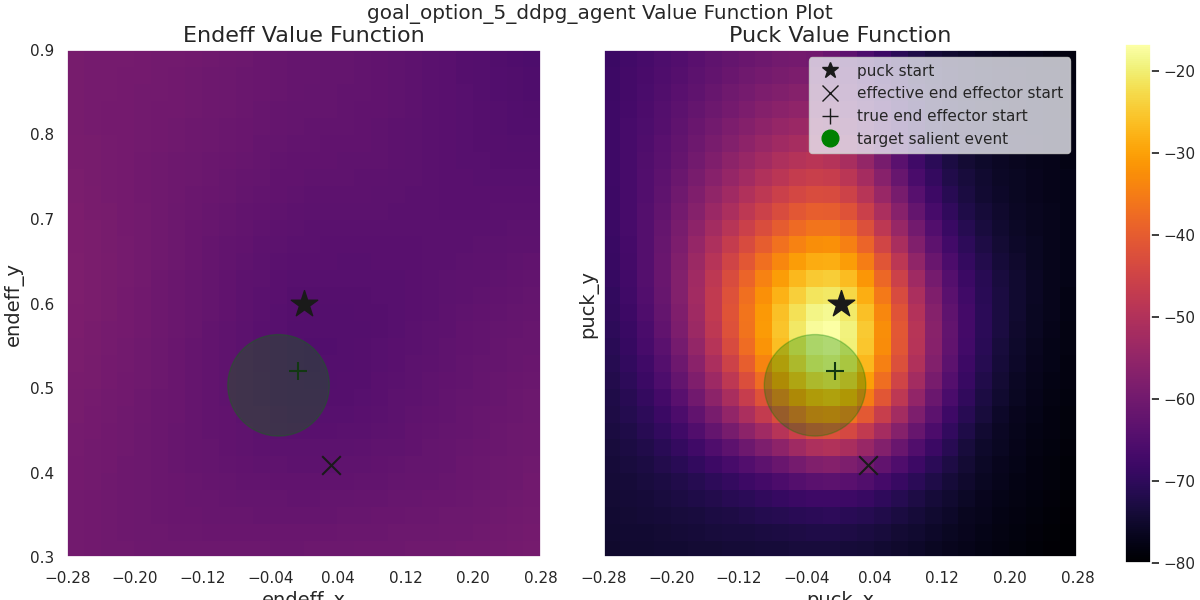 goal_option_5_ddpg_agent Value Function Plot
Endeff Value Function
Puck Value Function
puck start
effective end effector start
true end effector start
target salient event
0.9
0.8
0.7
0.6
0.5
0.4
0.3
endeff_y
−0.28 −0.20 −0.12 −0.04 0.04 0.12 0.20 0.28
endeff_x
puck_y
−0.28 −0.20 −0.12 −0.04 0.04 0.12 0.20 0.28
puck_x
−20
−30
−40
−50
−60
−70
−80